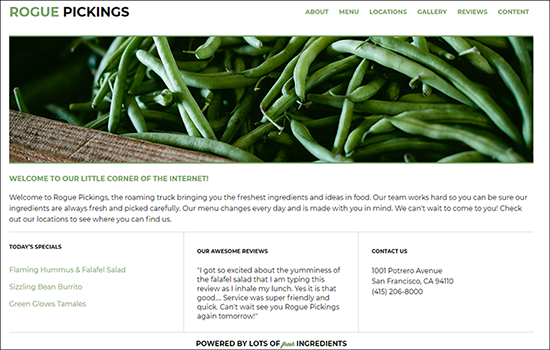 ROGUE PICKINGS
ABOUT MENU LOCATIONS GALLERY REVIEWS CONTENT
WELCOME TO OUR LITTLE CORNER OF THE INTERNET!
Welcome to Rogue Pickings, the roaming truck bringing you the freshest ingredients and ideas in food. Our team works hard so you can be sure our
ingredients are always fresh and picked carefully. Our menu changes every day and is made with you in mind. We can't wait to come to you! Check
out our locations to see where you can find us.
TODAY'S SPECIALS
Flaming Hummus & Falafel Salad
Sizzling Bean Burrito
Green Gloves Tamales
OUR AWESOME REVIEWS
"I got so excited about the yumminess of
the falafel salad that I am typing this
review as I inhale my lunch. Yes it is that
good.... Service was super friendly and
quick. Can't wait see you Rogue Pickings
again tomorrow!"
CONTACT US
1001 Potrero Avenue
San Francisco, CA 94110
(415) 206-8000
POWERED BY LOTS OF fresh INGREDIENTS